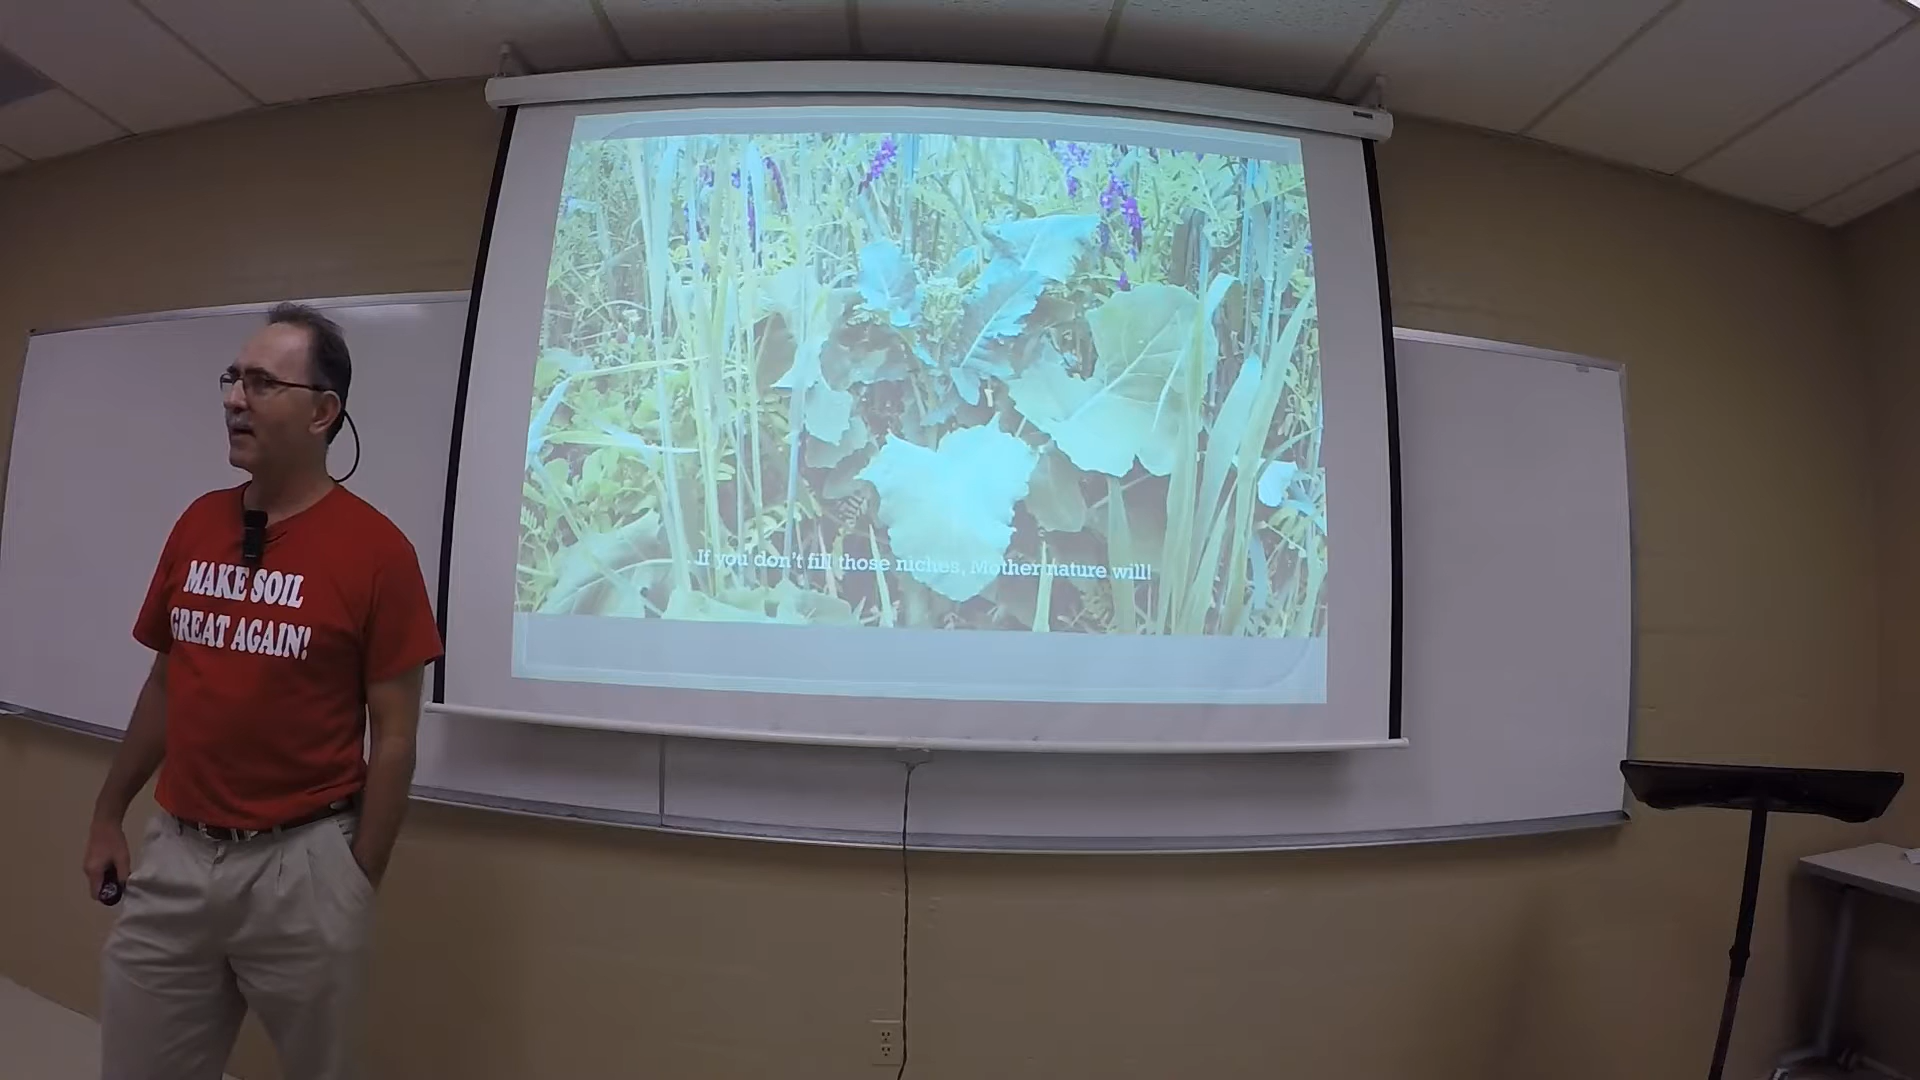 MAKE SOIL
GREAT AGAIN!
If you don't fill those niches, Mother nature will!